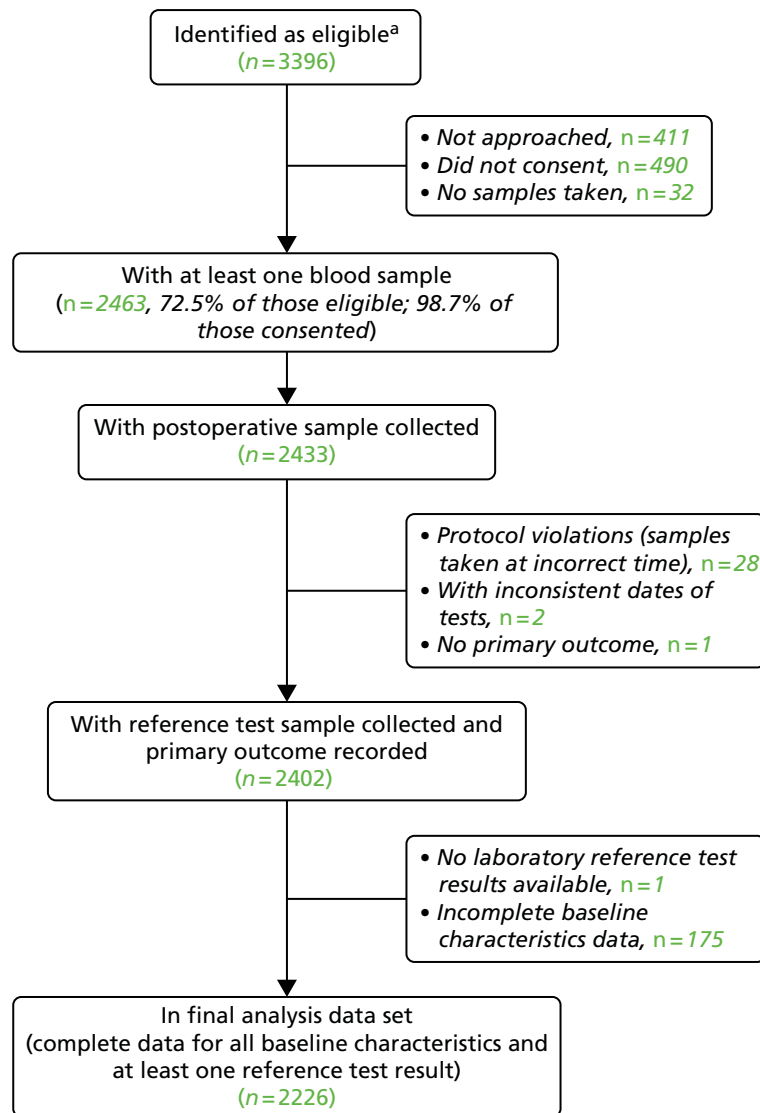 Identified as eligibleª
(n=3396)
• Not approached, n=411
• Did not consent, n=490
• No samples taken, n=32
With at least one blood sample
(n=2463, 72.5% of those eligible; 98.7% of
those consented)
With postoperative sample collected
(n=2433)
• Protocol violations (samples
taken at incorrect time), n=28
• With inconsistent dates of
tests, n=2
• No primary outcome, n=1
With reference test sample collected and
primary outcome recorded
(n=2402)
• No laboratory reference test
results available, n=1
• Incomplete baseline
characteristics data, n=175
In final analysis data set
(complete data for all baseline characteristics and
at least one reference test result)
(n=2226)